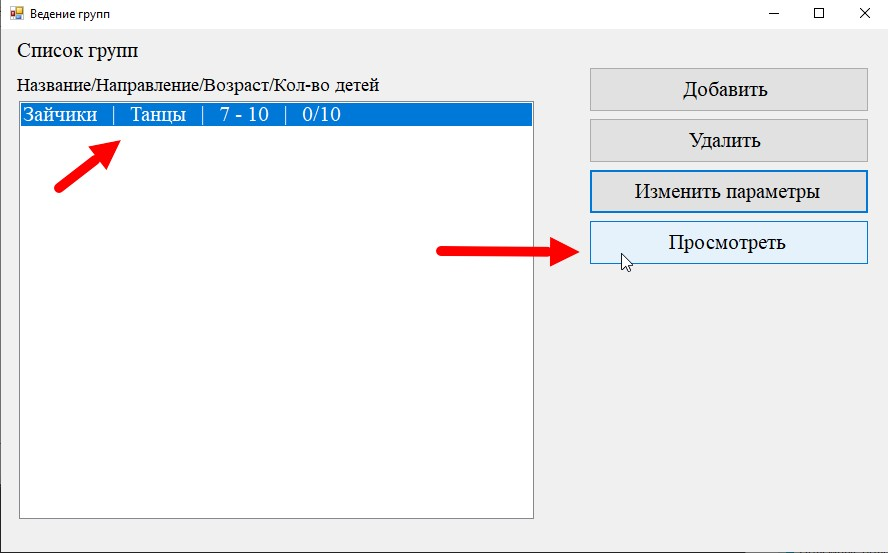 Ведение групп
Список групп
Название/Направление/Возраст/Кол-во детей
Зайчики | Танцы | 7 - 10 | 0/10
Добавить
Удалить
Изменить параметры
Просмотреть